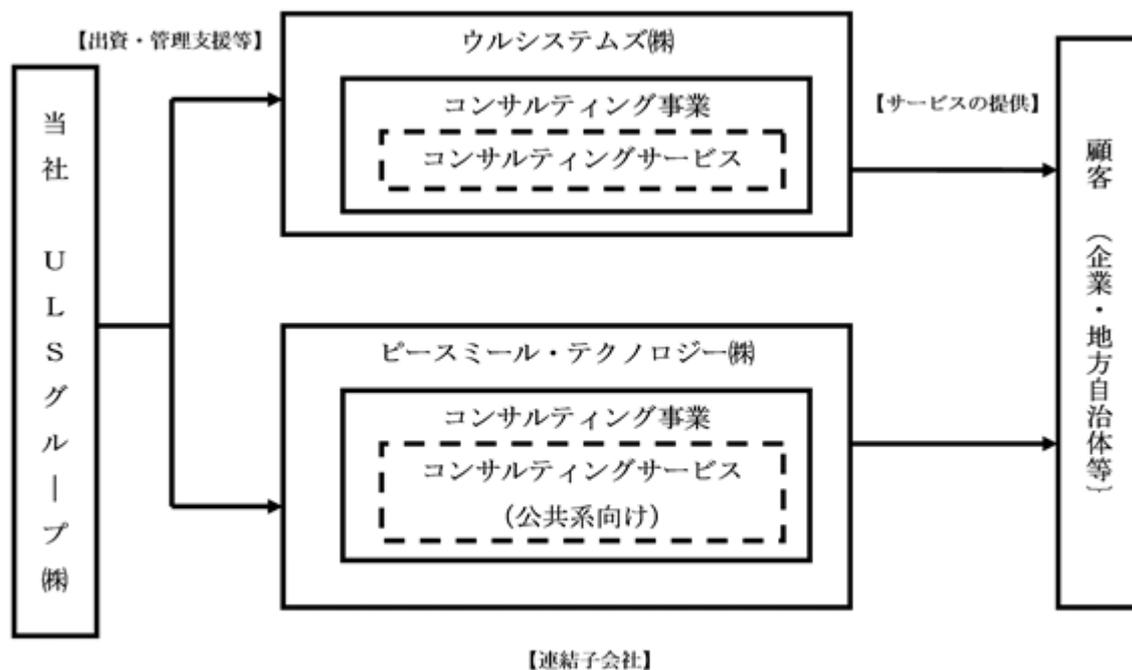 【出資・管理支援等】
当社 ULSグループ㈱
ウルシステムズ㈱
コンサルティング事業
コンサルティングサービス
ピースミール・テクノロジー㈱
コンサルティング事業
コンサルティングサービス
（公共系向け）
【サービスの提供】
顧客 （企業・地方自治体等）
【連結子会社】